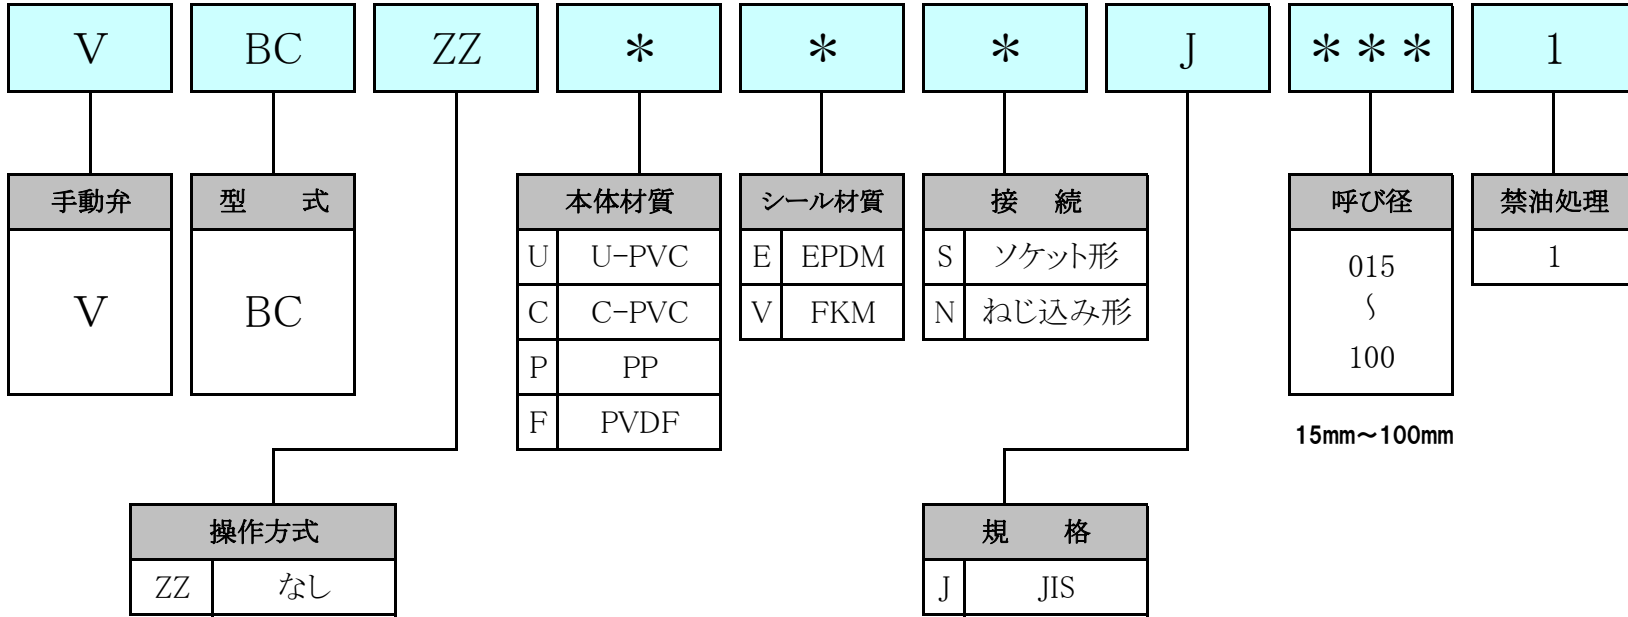 V BC ZZ * * * J *** 1
手動弁 型 式 本体材質 シール材質 接 続 呼び径 禁油処理
V BC
U U-PVC E EPDM S ソケット形 015 1
C C-PVC V FKM N ねじ込み形 ~
P PP 100
F PVDF
15mm~100mm
操作方式 規 格
ZZ なし J JIS